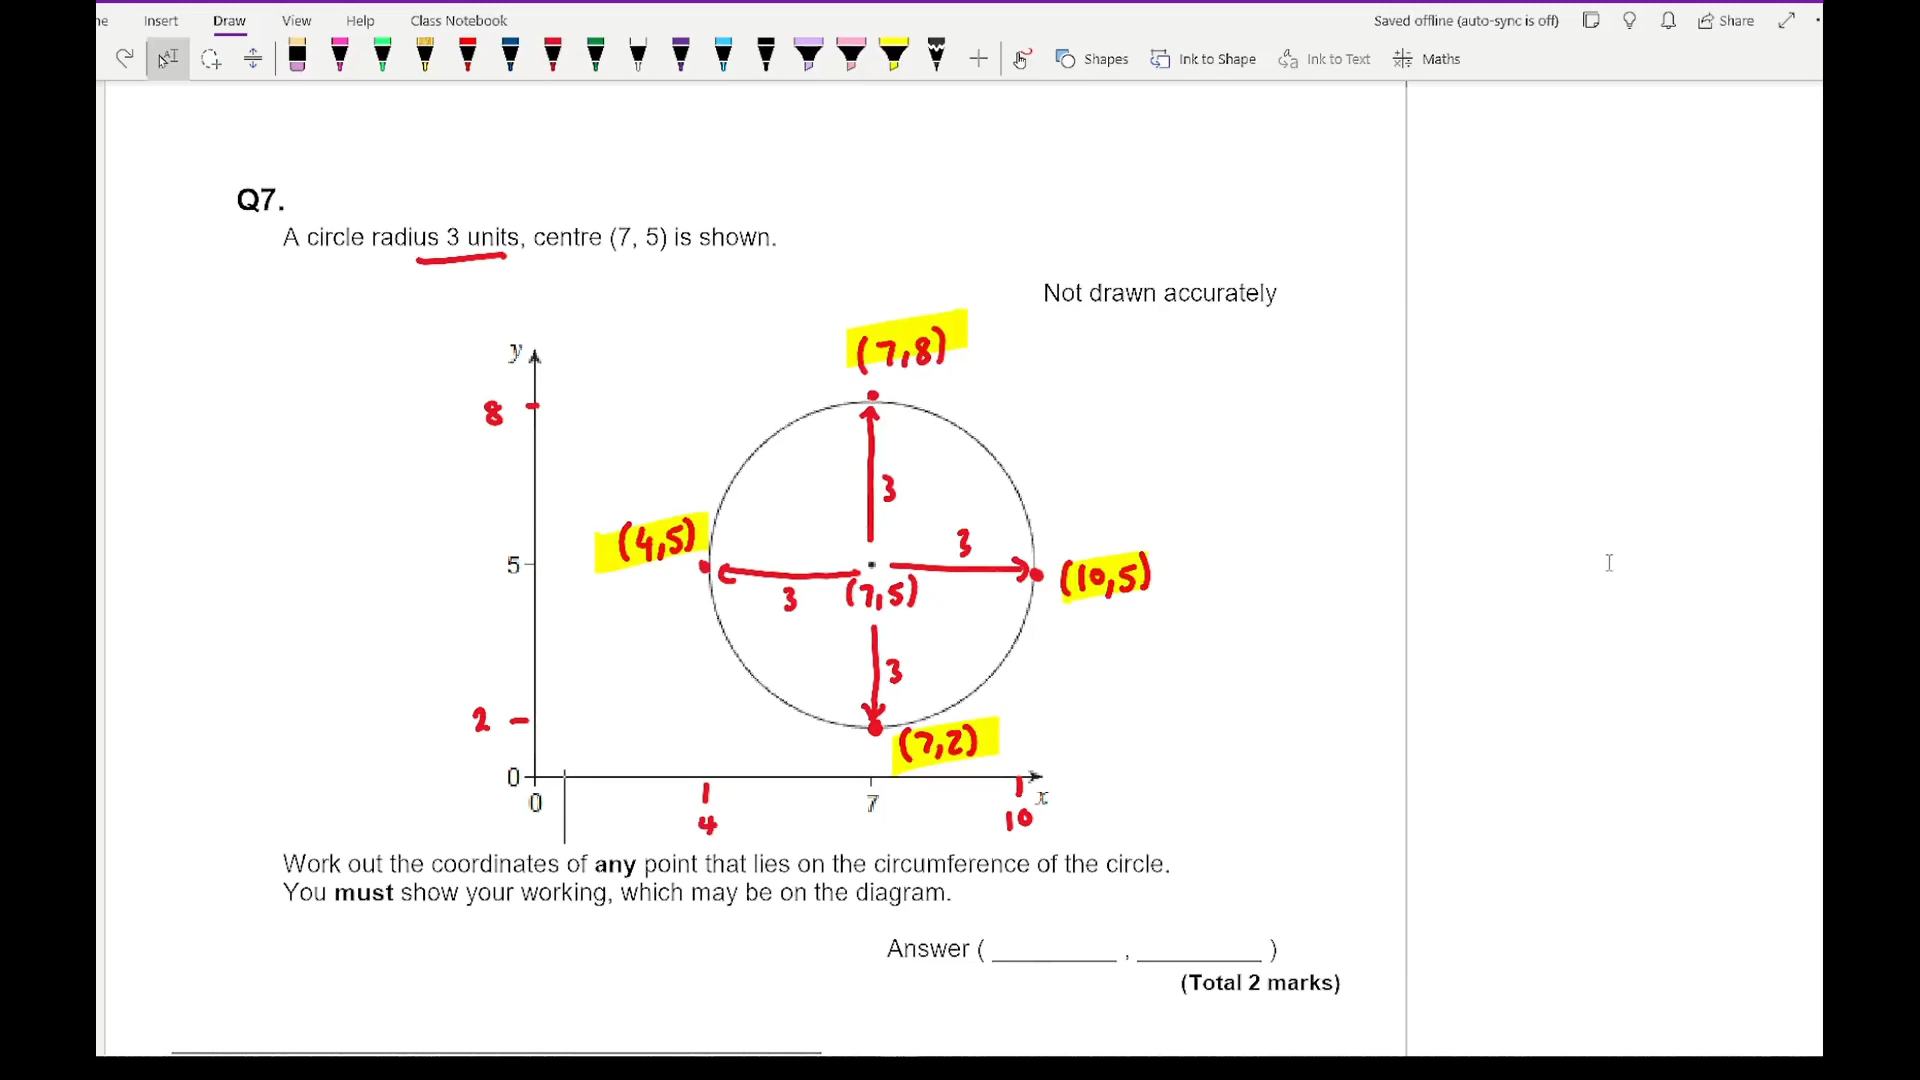 Insert Draw View Help Class Notebook Saved offline (auto-sync is off) Share
Shapes Ink to Shape Ink to Text Maths
Q7.
A circle radius 3 units, centre (7, 5) is shown.
Not drawn accurately
(7,8)
y
8
3
(4,5)
3
5
(10,5)
3
(7,5)
3
2
(7,2)
0
0
7
x
4
10
Work out the coordinates of any point that lies on the circumference of the circle.
You must show your working, which may be on the diagram.
Answer ( __________ , __________ )
(Total 2 marks)